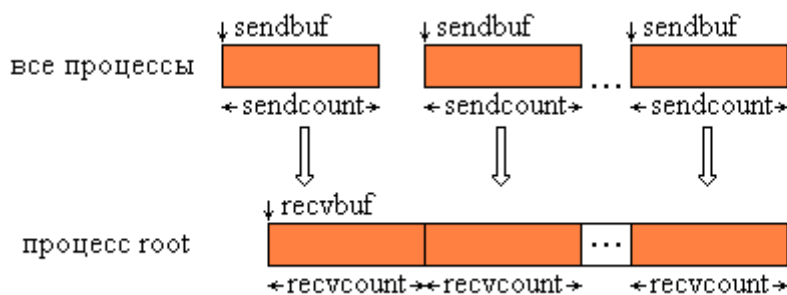 sendbuf sendbuf sendbuf
все процессы
...
sendcount sendcount sendcount
recvbuf
процесс root
...
recvcount recvcount recvcount